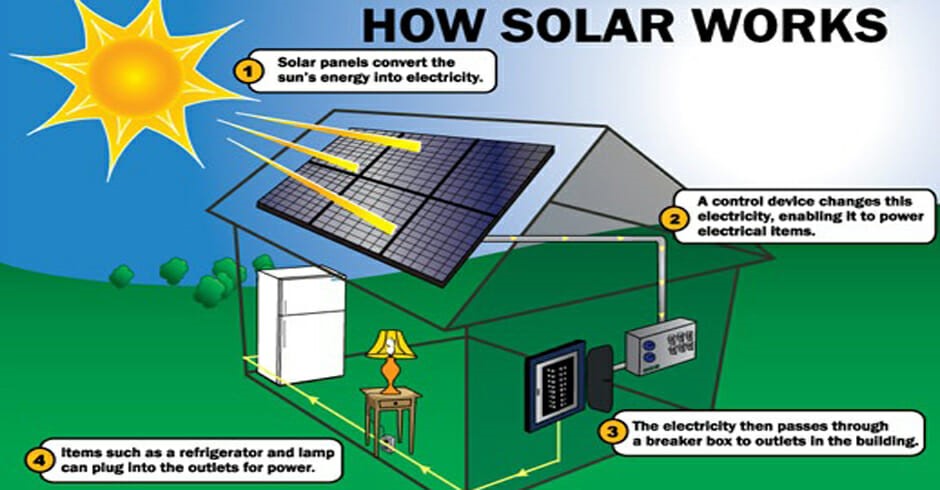 HOW SOLAR WORKS
1
Solar panels convert the
sun's energy into electricity.
2
A control device changes this
electricity, enabling it to power
electrical items.
3
The electricity then passes through
a breaker box to outlets in the building.
4
Items such as a refrigerator and lamp
can plug into the outlets for power.